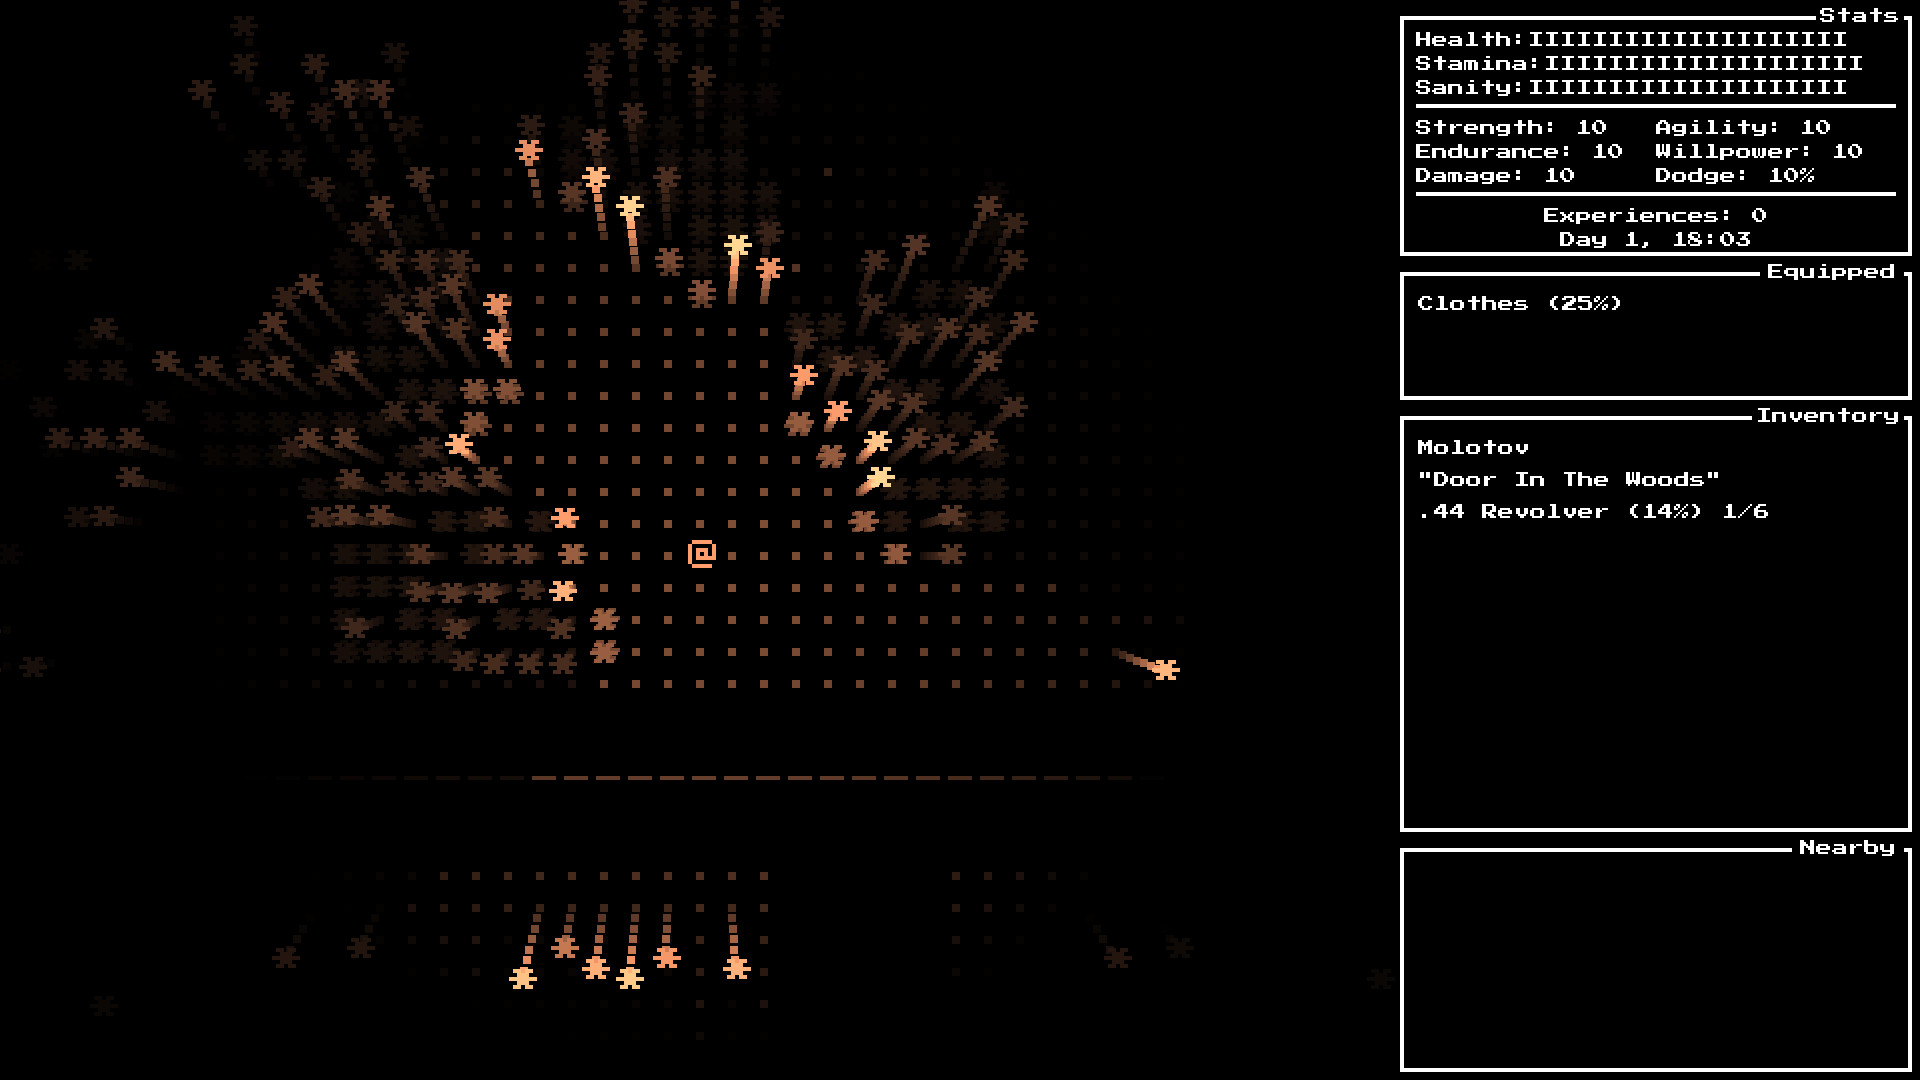 Stats
Health:IIIIIIIIIIIIIIIIIIII
Stamina:IIIIIIIIIIIIIIIIIIII
Sanity:IIIIIIIIIIIIIIIIIIII
Strength: 10 Agility: 10
Endurance: 10 Willpower: 10
Damage: 10 Dodge: 10%
Experiences: 0
Day 1, 18:03
Equipped
Clothes (25%)
Inventory
Molotov
"Door In The Woods"
.44 Revolver (14%) 1/6
@
Nearby